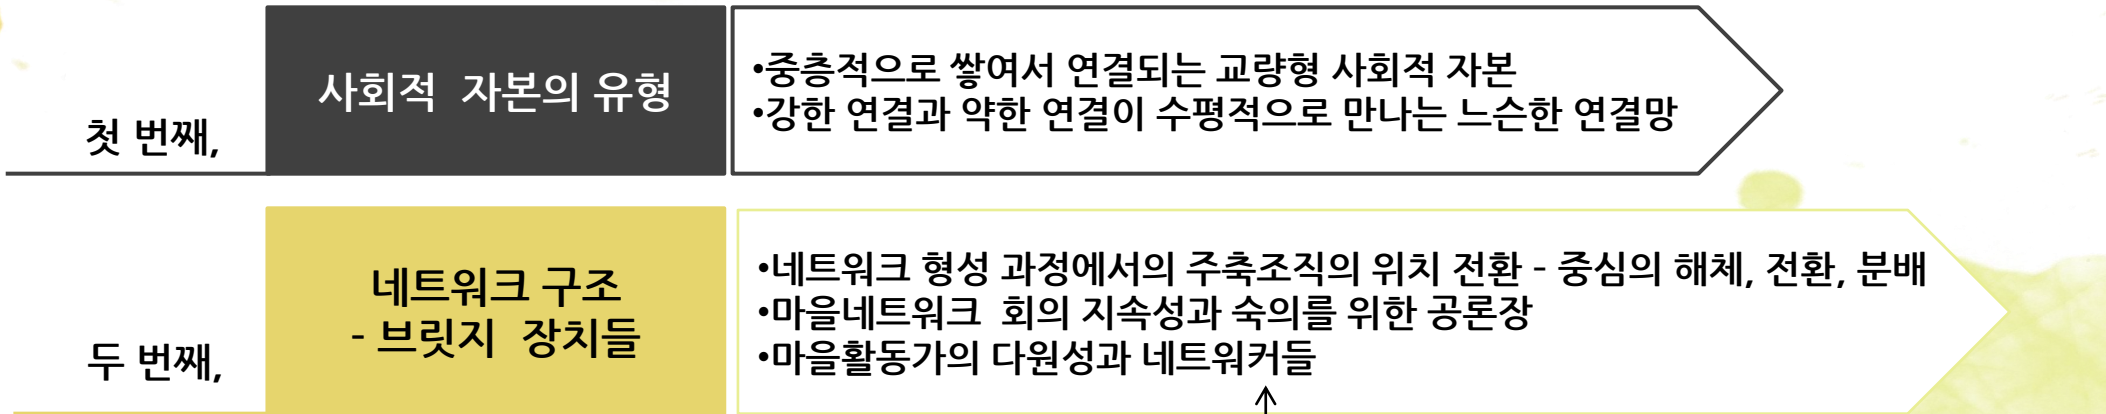 첫 번째,
사회적 자본의 유형
•중층적으로 쌓여서 연결되는 교량형 사회적 자본
•강한 연결과 약한 연결이 수평적으로 만나는 느슨한 연결망
두 번째,
네트워크 구조
- 브릿지 장치들
•네트워크 형성 과정에서의 주축조직의 위치 전환 - 중심의 해체, 전환, 분배
•마을네트워크 회의 지속성과 숙의를 위한 공론장
•마을활동가의 다원성과 네트워커들